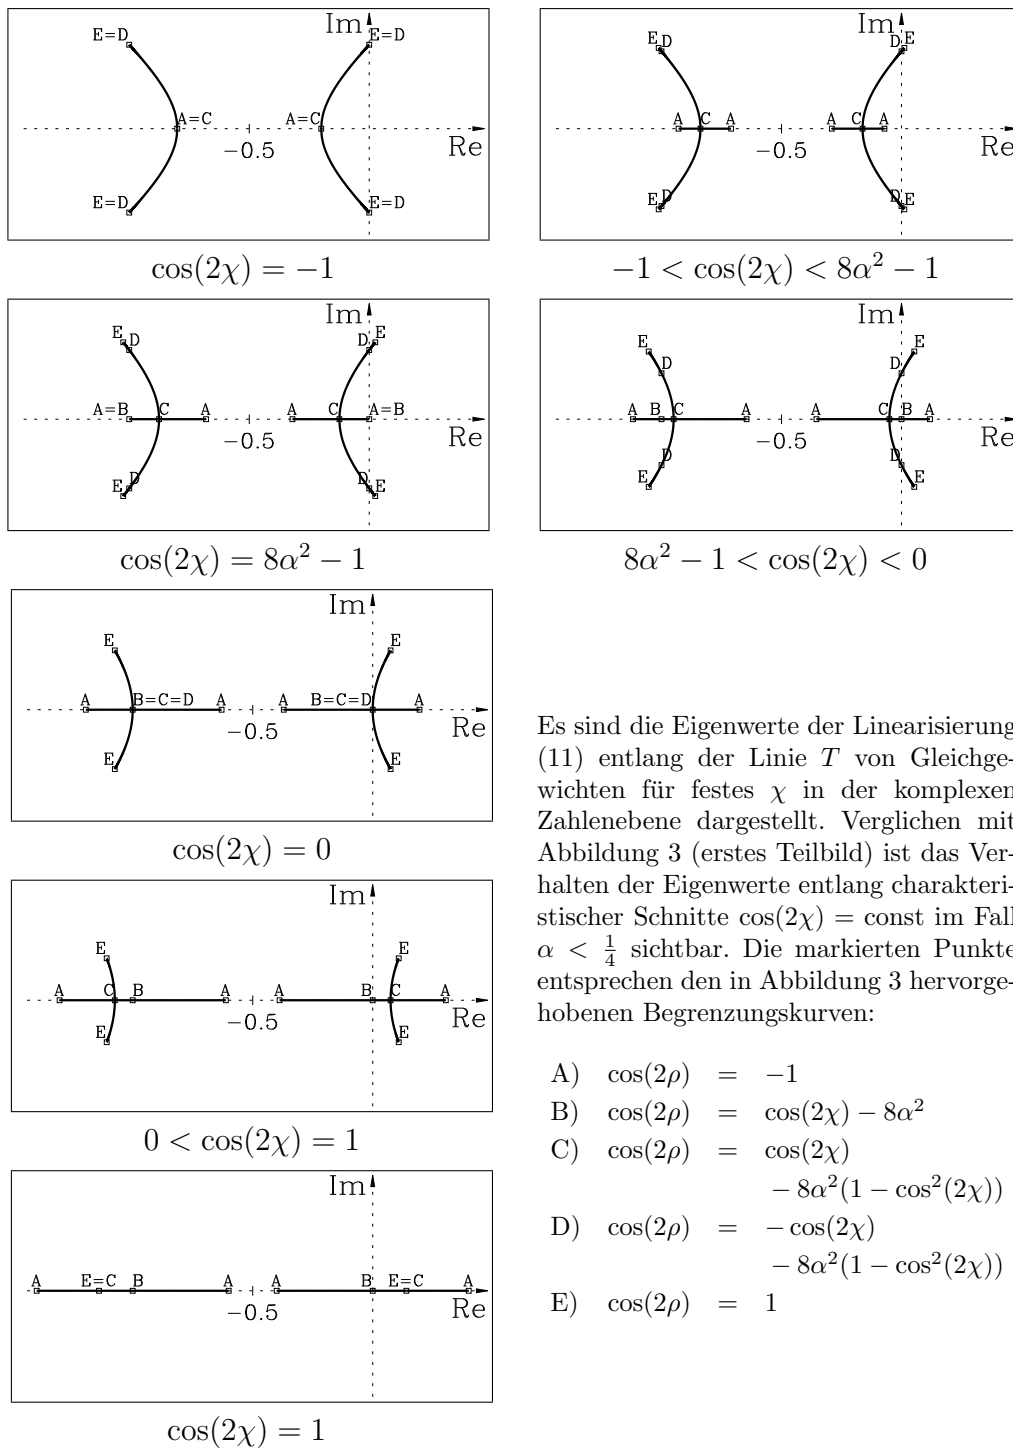 E=D E=D Im
A=C A=C
−0.5 Re
E=D E=D
cos(2χ) = −1
E D D E Im
A C A A C A
−0.5 Re
E D D E
−1 < cos(2χ) < 8α² − 1
E D D E Im
A=B C A A C A=B
−0.5 Re
E D D E
cos(2χ) = 8α² − 1
E D D E Im
A B C A A C B A
−0.5 Re
E D D E
8α² − 1 < cos(2χ) < 0
E E Im
A B=C=D A A B=C=D A
−0.5 Re
E E
cos(2χ) = 0
E E Im
A C B A A B C A
−0.5 Re
E E
0 < cos(2χ) = 1
Im
A E=C B A A B E=C A
−0.5 Re
cos(2χ) = 1
Es sind die Eigenwerte der Linearisierung
(11) entlang der Linie T von Gleichge-
wichten für festes χ in der komplexen
Zahlenebene dargestellt. Verglichen mit
Abbildung 3 (erstes Teilbild) ist das Ver-
halten der Eigenwerte entlang charakteri-
stischer Schnitte cos(2χ) = const im Fall
α < 1/4 sichtbar. Die markierten Punkte
entsprechen den in Abbildung 3 hervorge-
hobenen Begrenzungskurven:
A) cos(2ρ) = −1
B) cos(2ρ) = cos(2χ) − 8α²
C) cos(2ρ) = cos(2χ)
− 8α²(1 − cos²(2χ))
D) cos(2ρ) = − cos(2χ)
− 8α²(1 − cos²(2χ))
E) cos(2ρ) = 1